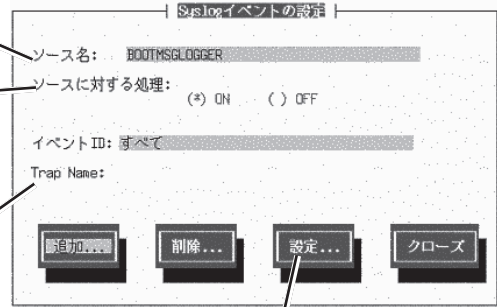 Syslogイベントの設定
ソース名: BOOTMSGLOGGER
ソースに対する処理:
(*) ON ( ) OFF
イベントID: すべて
Trap Name:
追加... 削除... 設定... クローズ